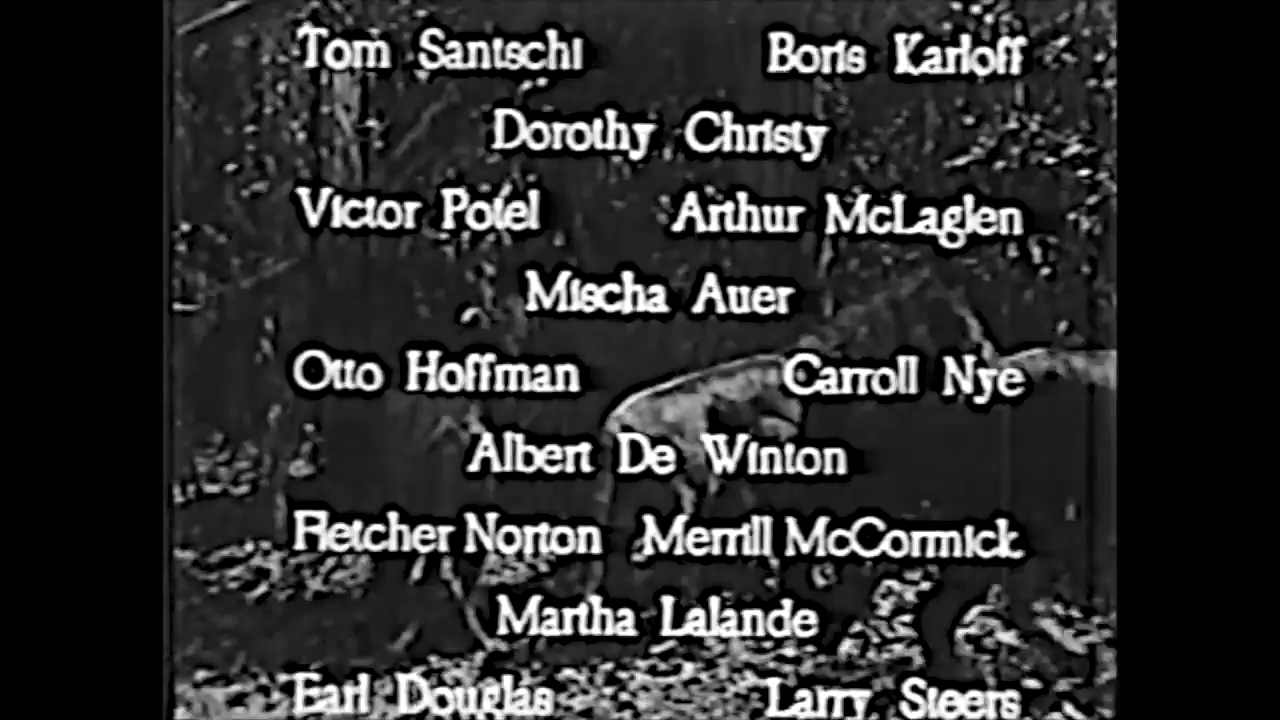 Tom Santschi Boris Karloff
Dorothy Christy
Victor Potel Arthur McLaglen
Mischa Auer
Otto Hoffman Carroll Nye
Albert De Winton
Fletcher Norton Merrill McCormick
Martha Lalande
Earl Douglas Larry Steers